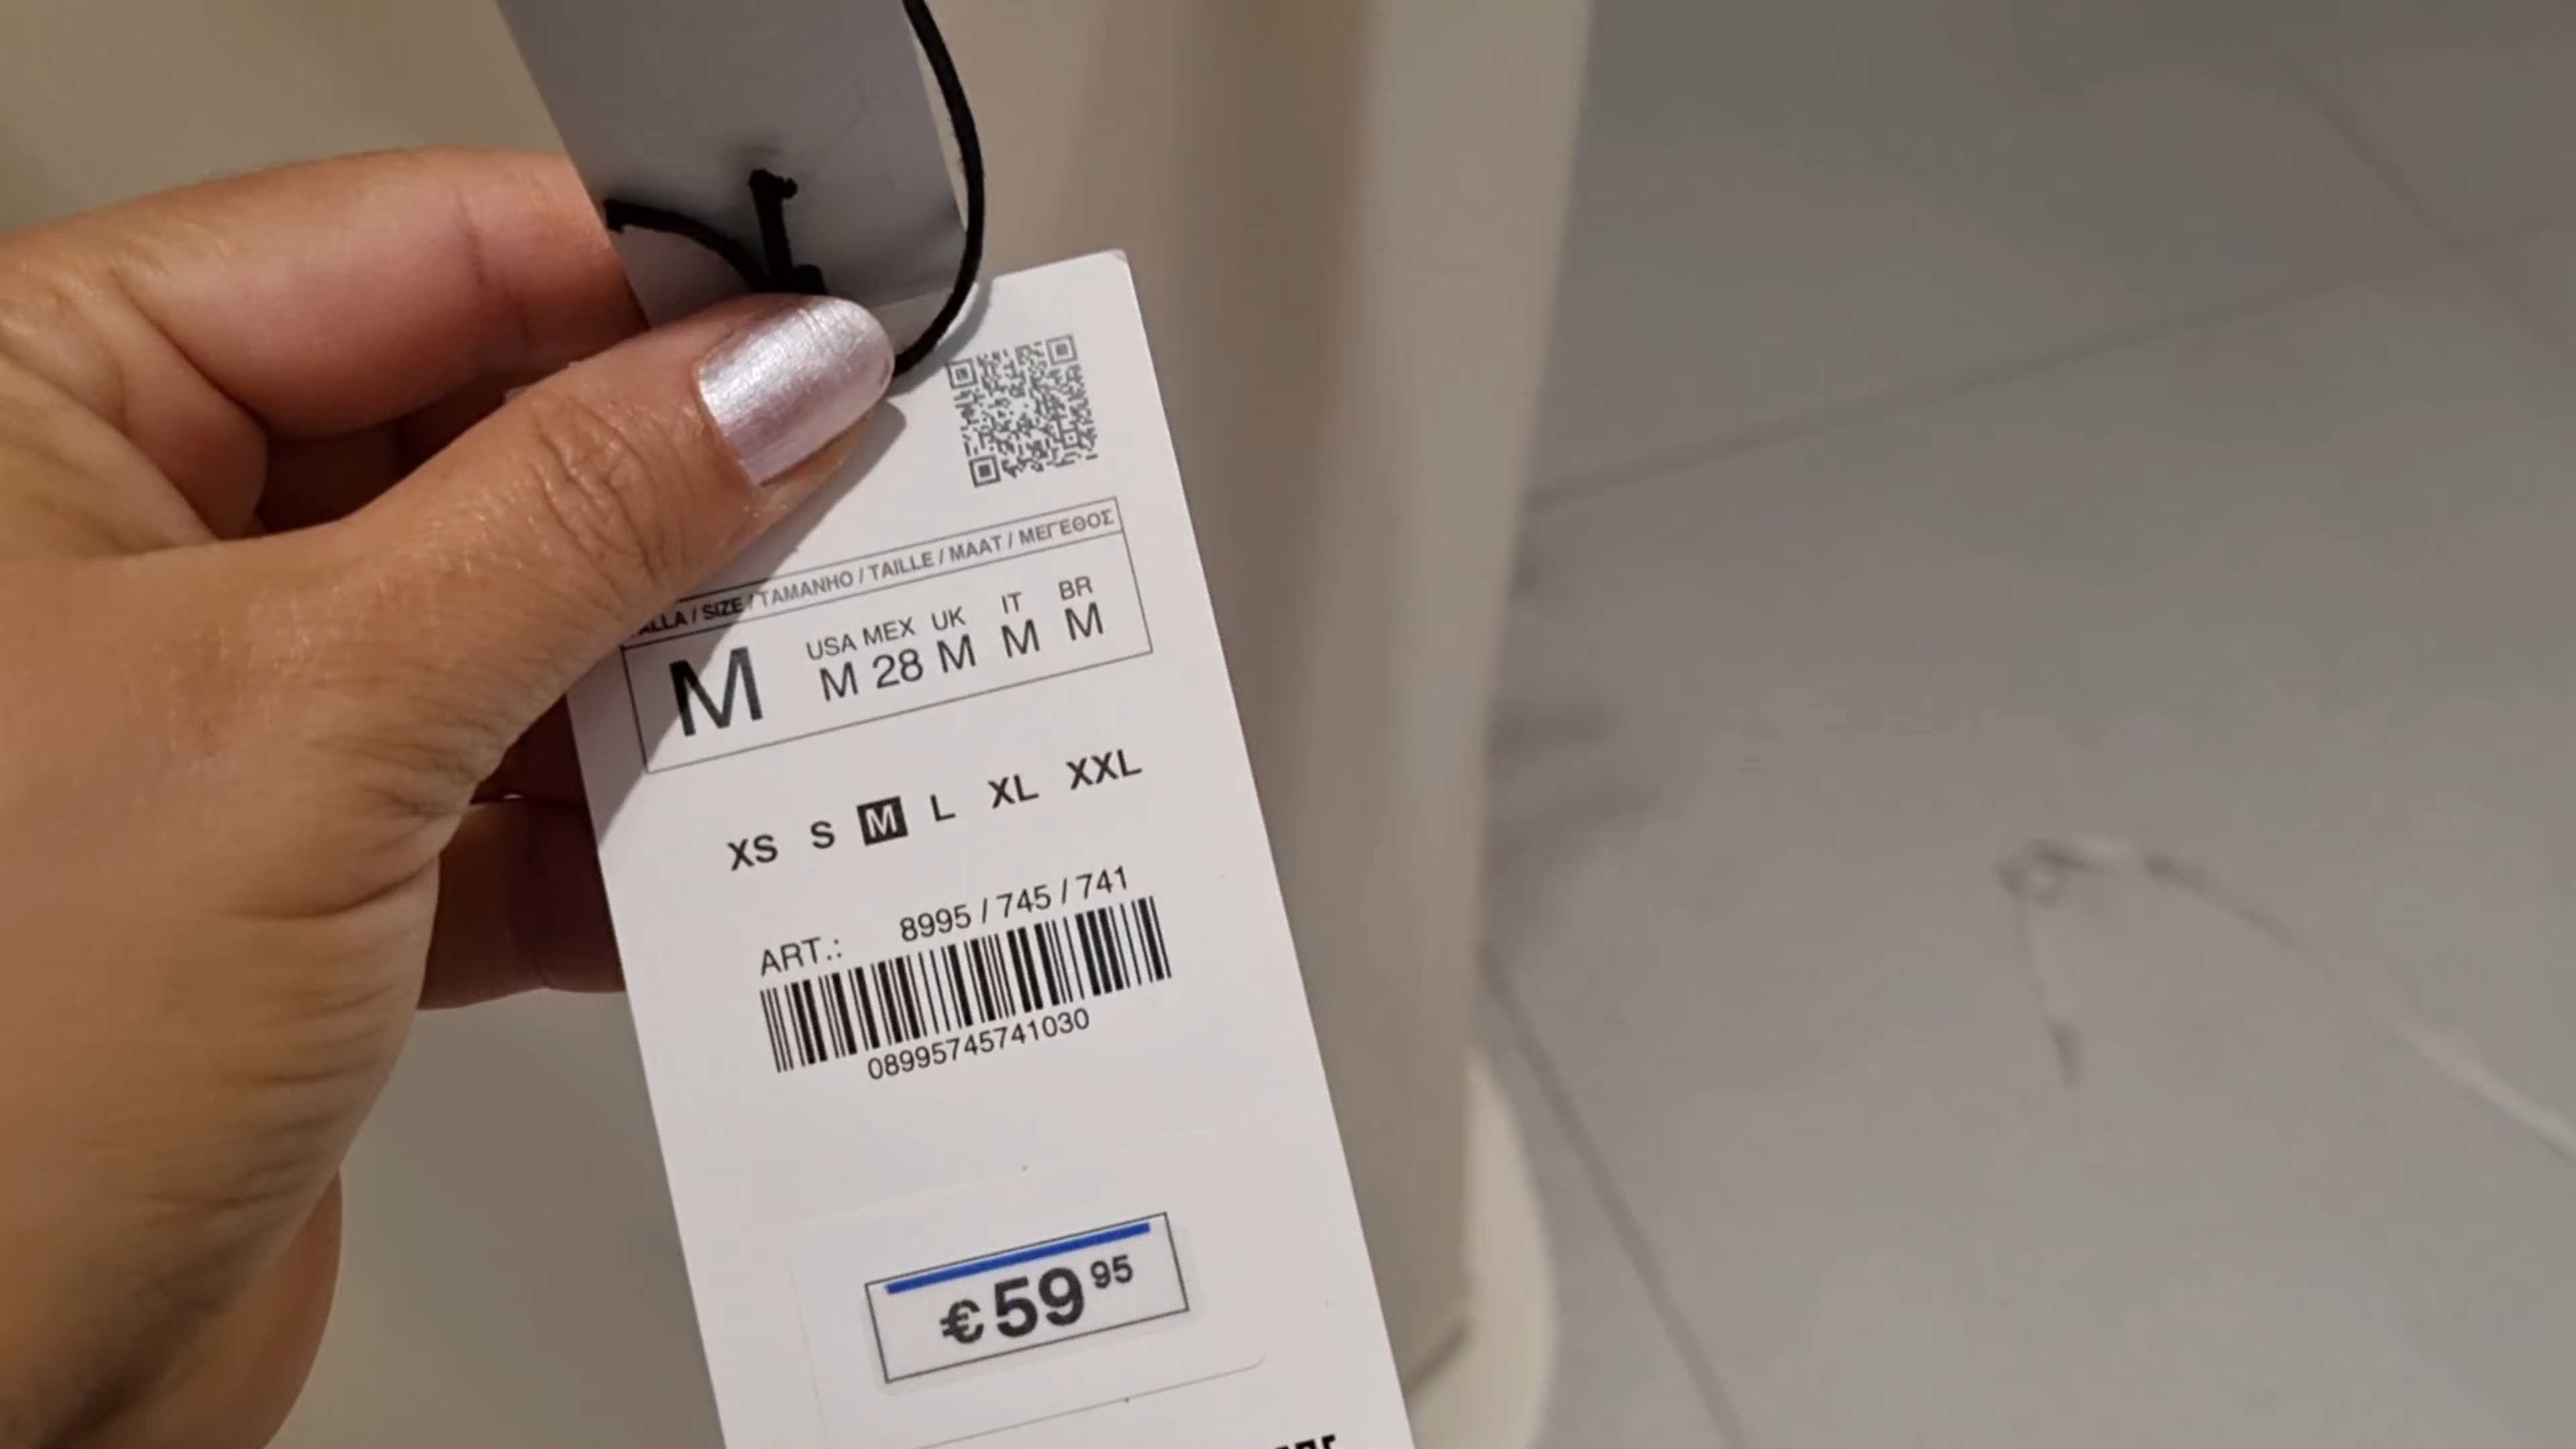 / SIZE / TAMANHO / TAILLE / MAAT / ΜΕΓΕΘΟΣ
M
USA MEX UK IT BR
M 28 M M M
XS S M L XL XXL
ART.: 8995 / 745 / 741
08995745741030
€59 95